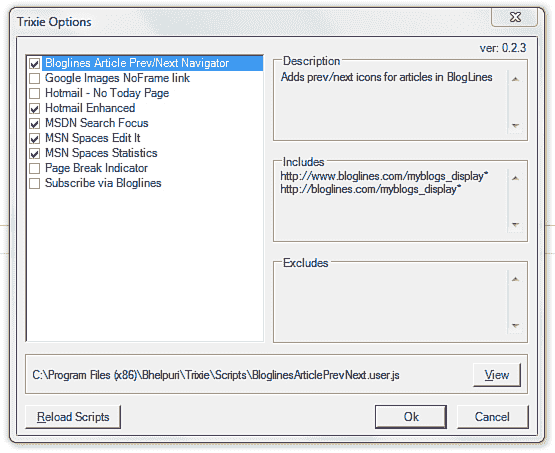 Trixie Options
ver: 0.2.3
Bloglines Article Prev/Next Navigator
Google Images NoFrame link
Hotmail - No Today Page
Hotmail Enhanced
MSDN Search Focus
MSN Spaces Edit It
MSN Spaces Statistics
Page Break Indicator
Subscribe via Bloglines
Description
Adds prev/next icons for articles in BlogLines
Includes
http://www.bloglines.com/myblogs_display*
http://bloglines.com/myblogs_display*
Excludes
C:\Program Files (x86)\Bhelpuri\Trixie\Scripts\BloglinesArticlePrevNext.user.js
View
Reload Scripts
Ok
Cancel